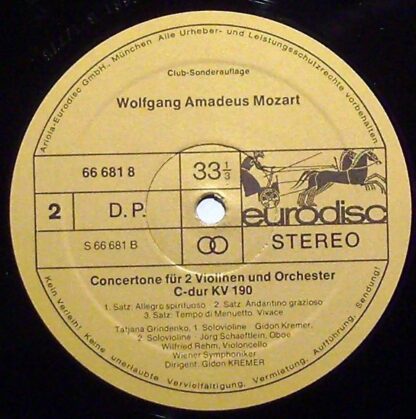 Ariola-Eurodisc GmbH., München Alle Urheber- und Leistungsschutzrechte vorbehalten.
Club-Sonderauflage
Wolfgang Amadeus Mozart
66 681 8
33 1/3
2
D. P.
eurodisc
S 66 681 B
STEREO
Concertone für 2 Violinen und Orchester
C-dur KV 190
1. Satz: Allegro spirituoso 2. Satz: Andantino grazioso
3. Satz: Tempo di Menuetto. Vivace
Tatjana Grindenko, 1. Solovioline · Gidon Kremer,
2. Solovioline · Jörg Schaeftlein, Oboe
Wilfried Rehm, Violoncello
Wiener Symphoniker
Dirigent: Gidon KREMER
Kein Verleih! Keine unerlaubte Vervielfältigung, Vermietung, Aufführung, Sendung!